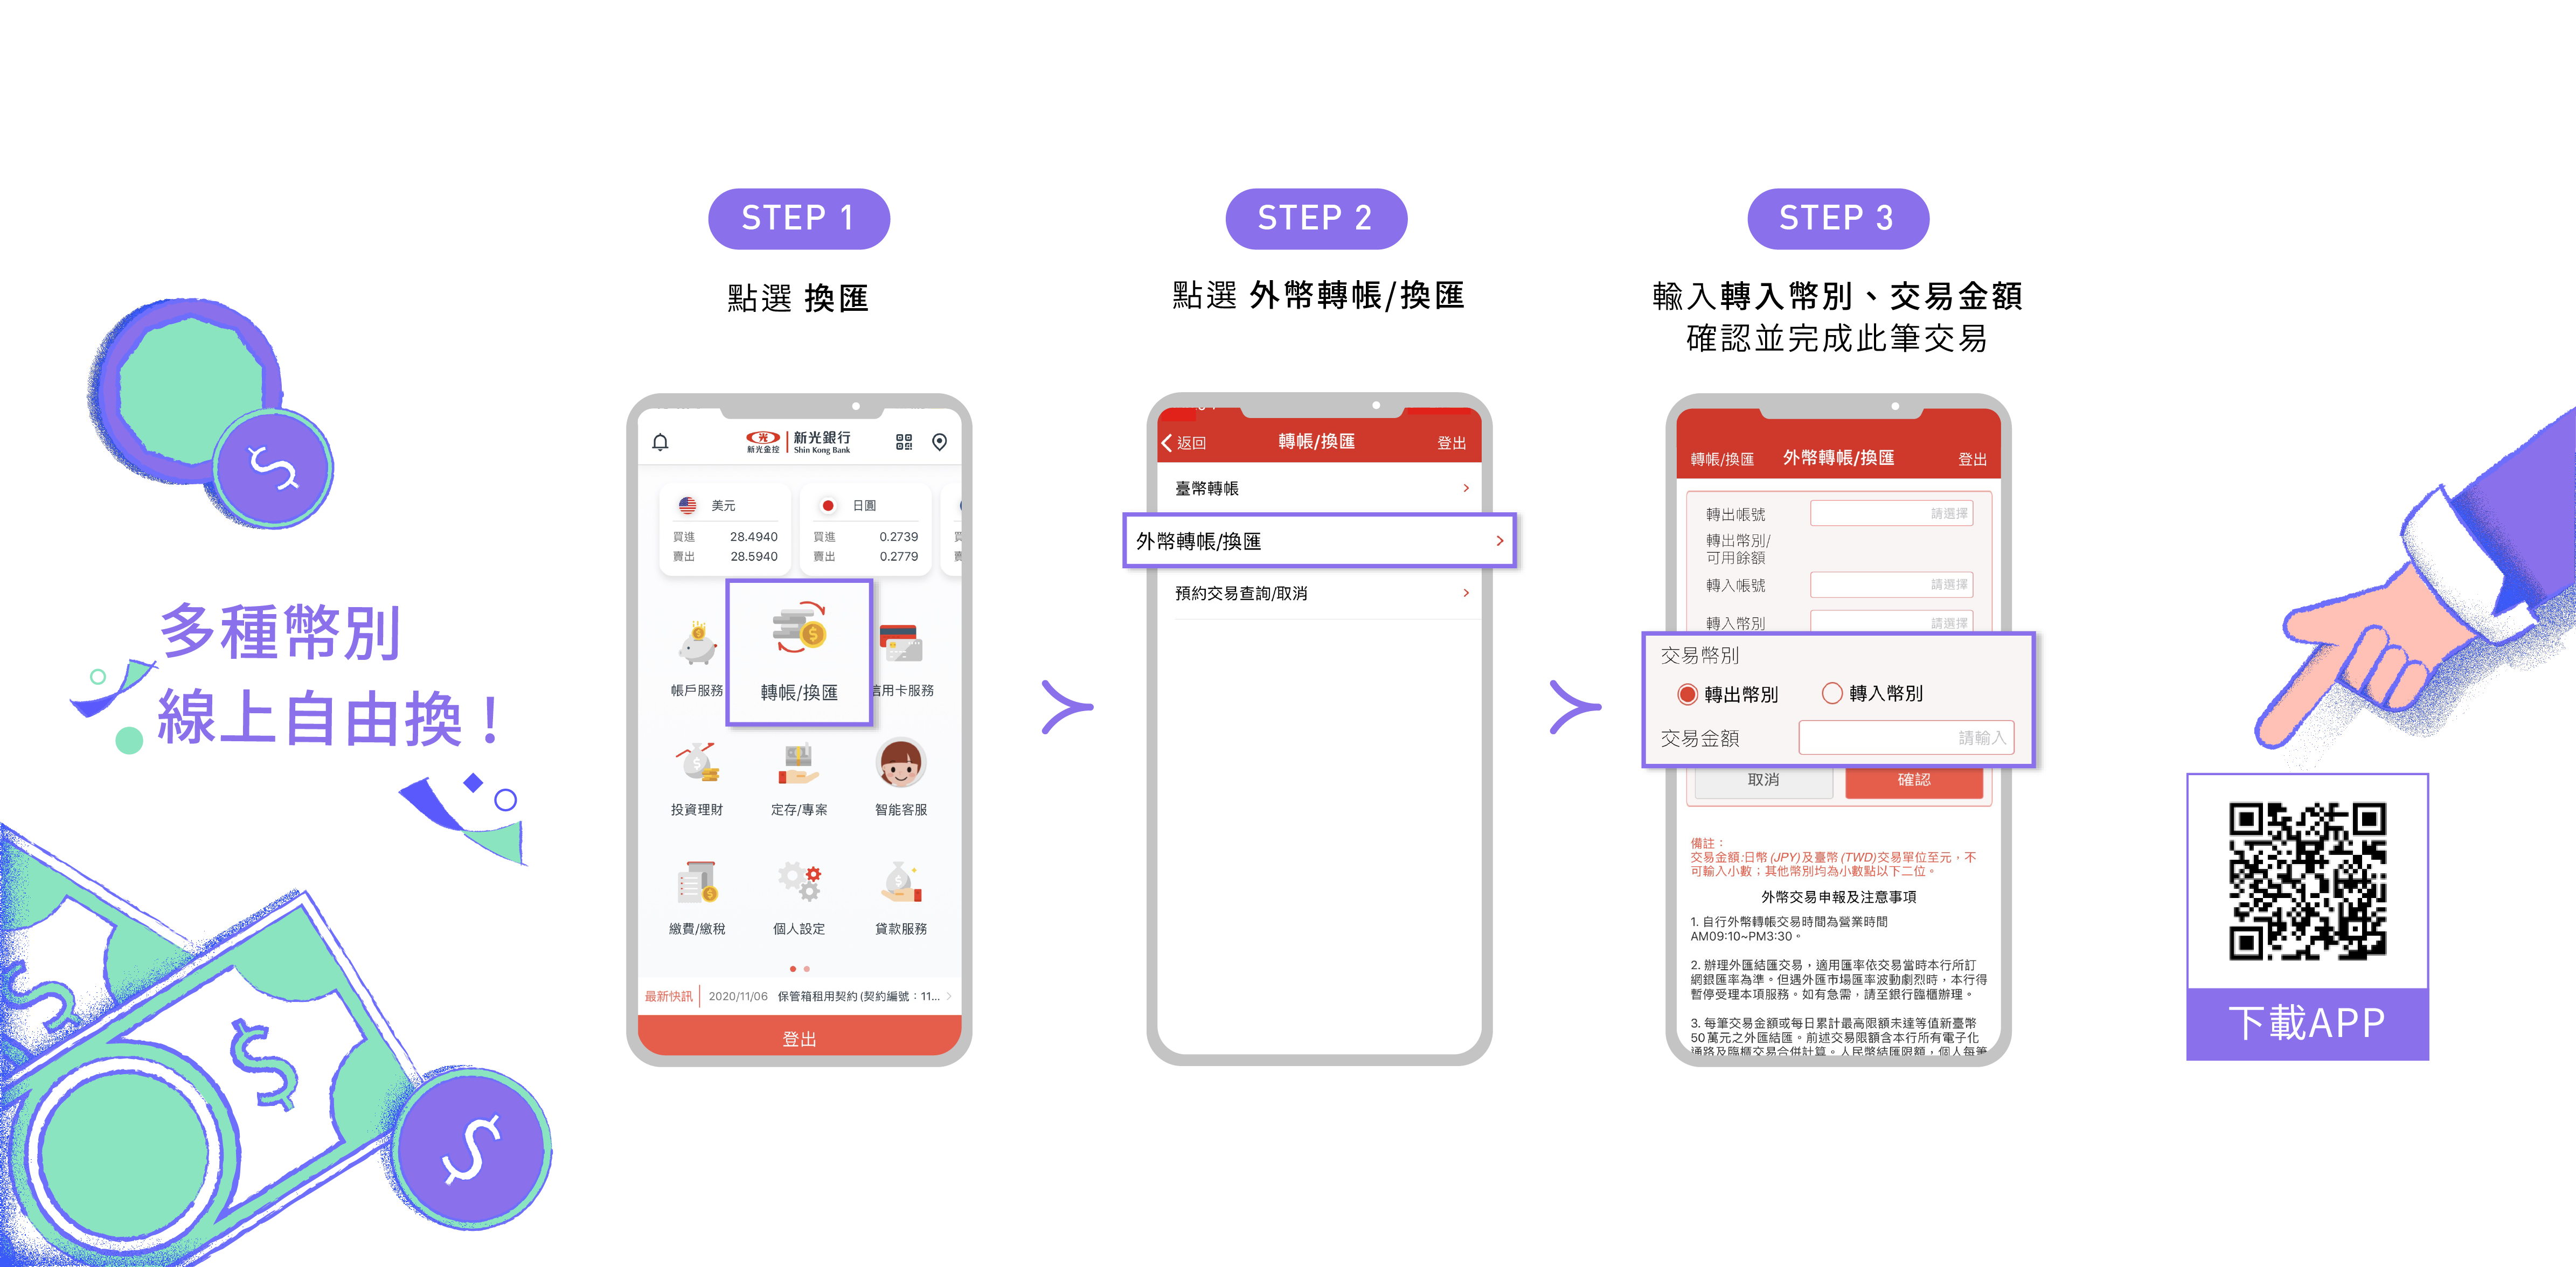 多種幣別
線上自由換！
STEP 1
點選 換匯
新光金控
新光銀行
Shin Kong Bank
美元
買進 28.4940
賣出 28.5940
日圓
買進 0.2739
賣出 0.2779
帳戶服務
轉帳/換匯
信用卡服務
投資理財
定存/專案
智能客服
繳費/繳稅
個人設定
貸款服務
最新快訊 2020/11/06 保管箱租用契約 (契約編號：11...
登出
STEP 2
點選 外幣轉帳/換匯
返回 轉帳/換匯 登出
臺幣轉帳
外幣轉帳/換匯
預約交易查詢/取消
STEP 3
輸入轉入幣別、交易金額
確認並完成此筆交易
轉帳/換匯 外幣轉帳/換匯 登出
轉出帳號 請選擇
轉出幣別/
可用餘額
轉入帳號 請選擇
轉入幣別 請選擇
交易幣別
轉出幣別 轉入幣別
交易金額 請輸入
取消 確認
備註：
交易金額:日幣(JPY)及臺幣(TWD)交易單位至元，不
可輸入小數；其他幣別均為小數點以下二位。
外幣交易申報及注意事項
1. 自行外幣轉帳交易時間為營業時間
AM09:10~PM3:30。
2. 辦理外匯結匯交易，適用匯率依交易當時本行所訂
網銀匯率為準。但遇外匯市場匯率波動劇烈時，本行得
暫停受理本項服務。如有急需，請至銀行臨櫃辦理。
3. 每筆交易金額或每日累計最高限額未達等值新臺幣
50萬元之外匯結匯。前述交易限額含本行所有電子化
通路及臨櫃交易合併計算。人民幣結匯限額，個人每筆
下載APP